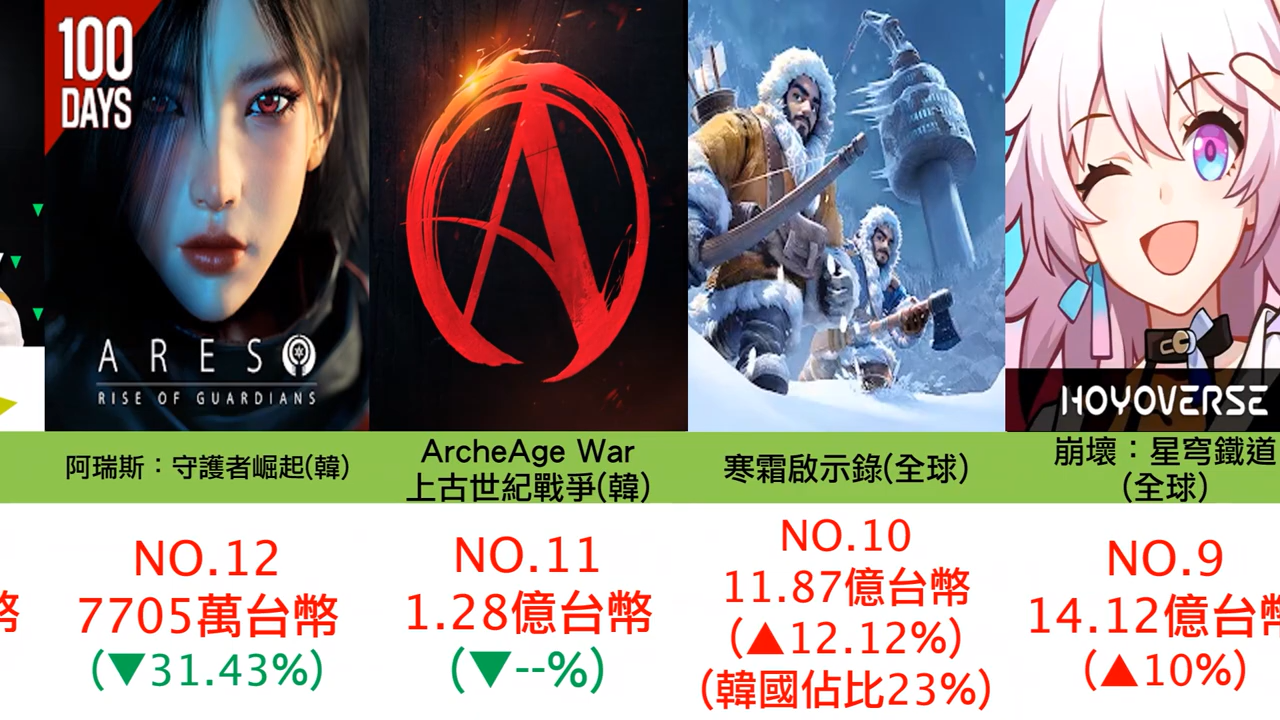 100
DAYS
ARES
RISE OF GUARDIANS
阿瑞斯：守護者崛起(韓)
NO.12
7705萬台幣
(▼31.43%)
ArcheAge War
上古世紀戰爭(韓)
NO.11
1.28億台幣
(▼--%)
寒霜啟示錄(全球)
NO.10
11.87億台幣
(▲12.12%)
(韓國佔比23%)
HOYOVERSE
崩壞：星穹鐵道
(全球)
NO.9
14.12億台幣
(▲10%)
幣